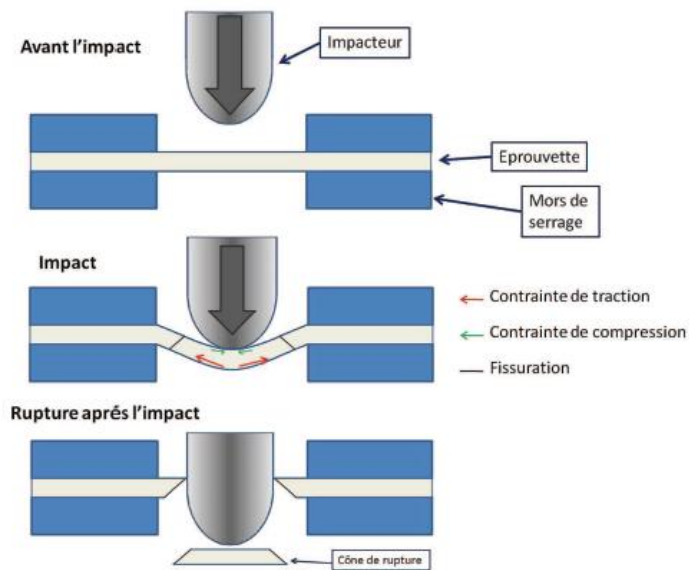 Avant l'impact
Impacteur
Eprouvette
Mors de
serrage
Impact
Contrainte de traction
Contrainte de compression
Fissuration
Rupture aprés l'impact
Cône de rupture